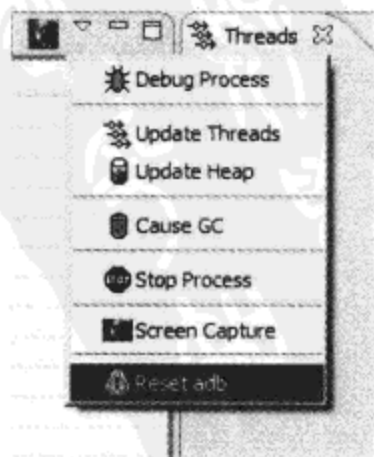 Threads
Debug Process
Update Threads
Update Heap
Cause GC
Stop Process
Screen Capture
Reset adb